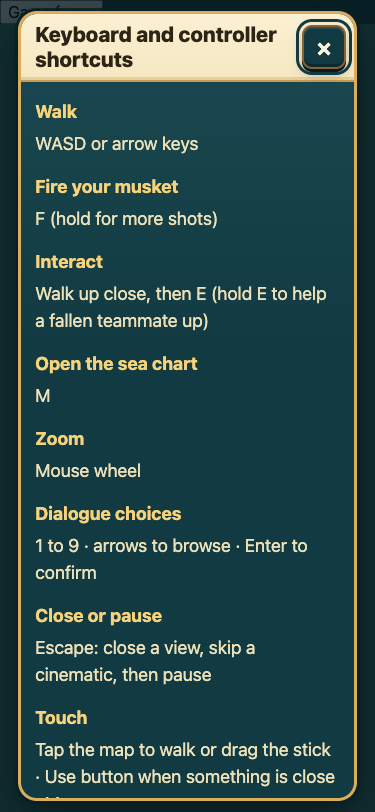 Keyboard and controller
shortcuts
×
Walk
WASD or arrow keys
Fire your musket
F (hold for more shots)
Interact
Walk up close, then E (hold E to help
a fallen teammate up)
Open the sea chart
M
Zoom
Mouse wheel
Dialogue choices
1 to 9 · arrows to browse · Enter to
confirm
Close or pause
Escape: close a view, skip a
cinematic, then pause
Touch
Tap the map to walk or drag the stick
· Use button when something is close